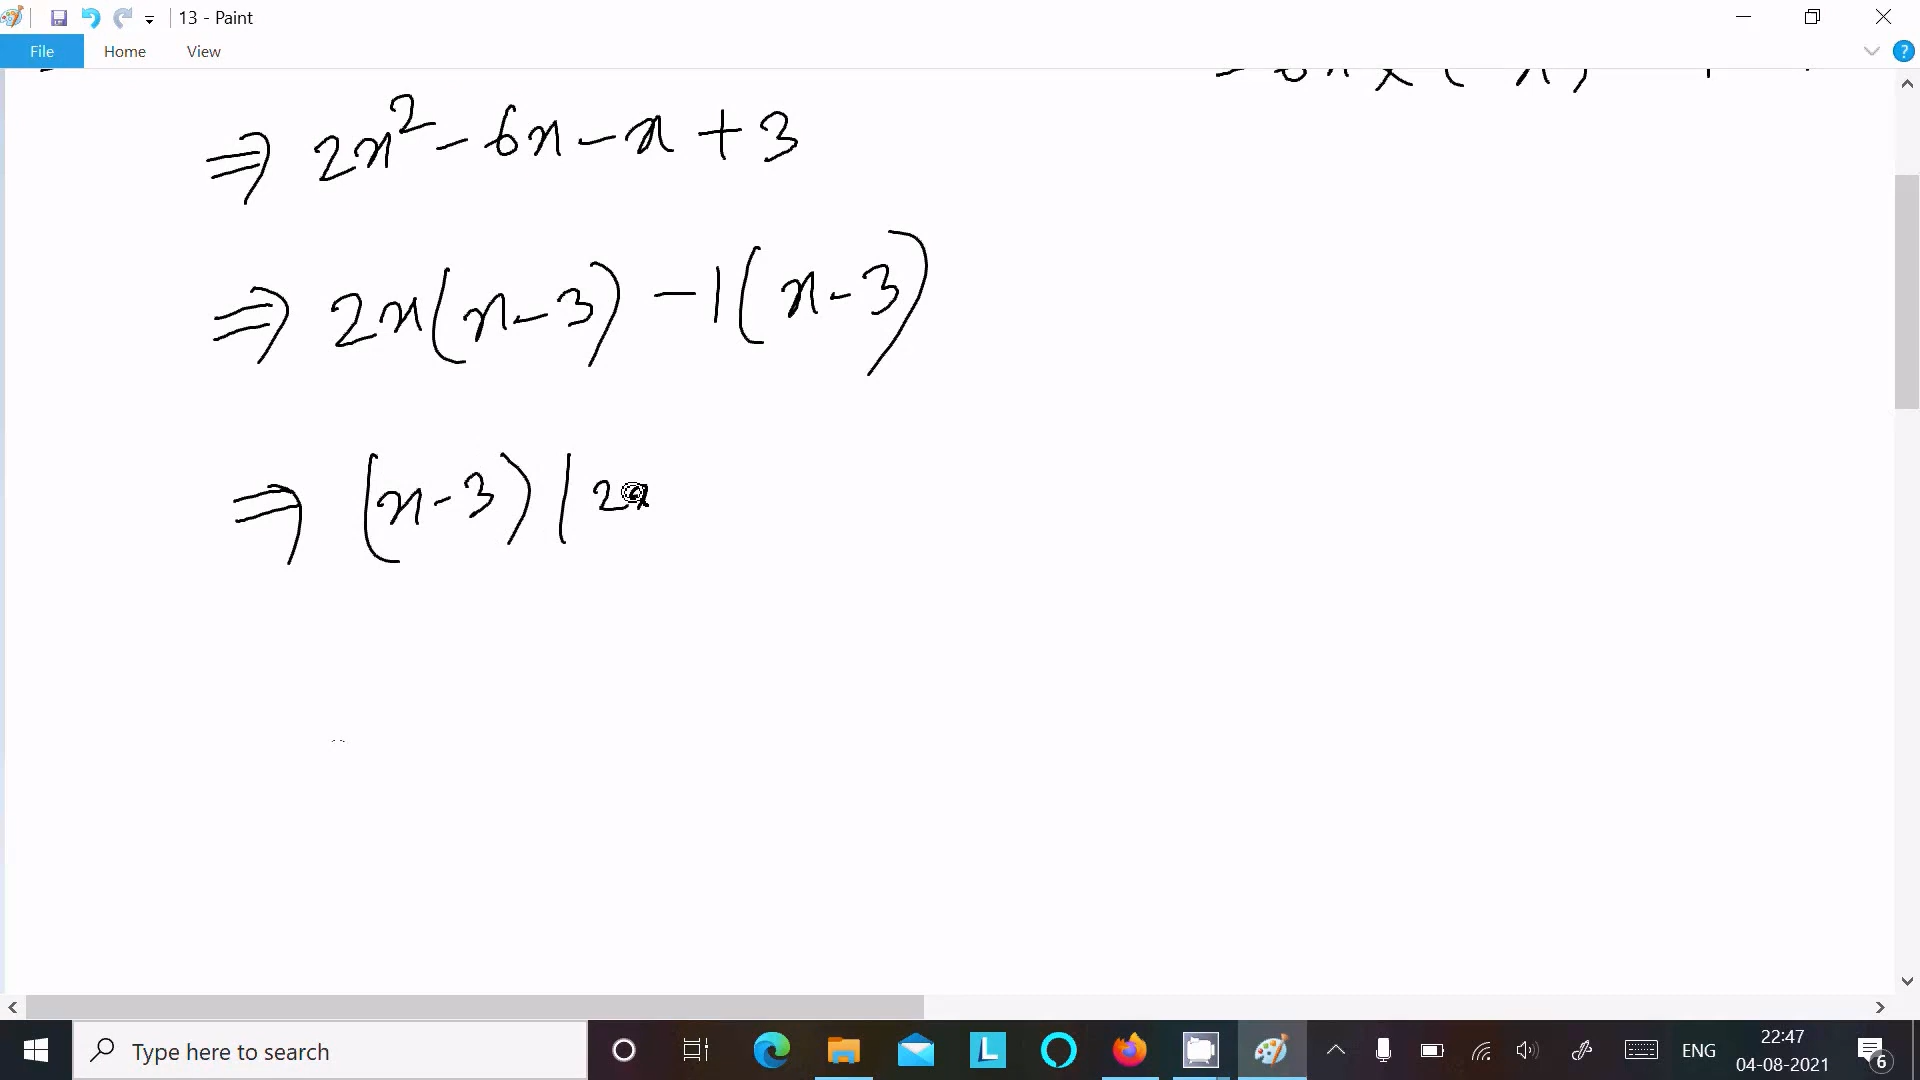 13 - Paint
File Home View
⇒ 2x² - 6x - x + 3
⇒ 2x(x-3) -1(x-3)
⇒ (x-3) (2x
Type here to search
ENG
22:47
04-08-2021
6